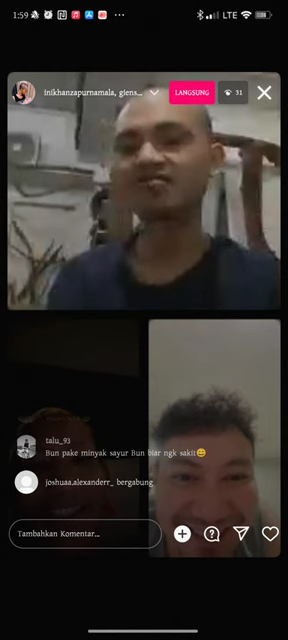 1:59
LTE
inikhanzapurnamala, giens...
LANGSUNG
31
talu_93
Bun pake minyak sayur Bun biar ngk sakit😄
joshuaa.alexanderr_ bergabung
Tambahkan Komentar...